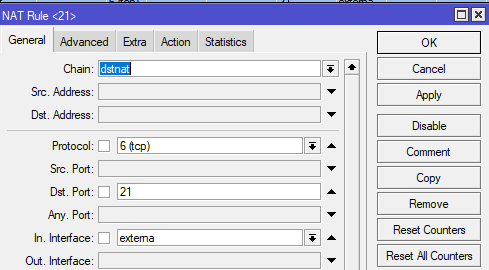 NAT Rule <21>
General Advanced Extra Action Statistics
OK
Chain: dstnat
Cancel
Src. Address:
Apply
Dst. Address:
Disable
Protocol: 6 (tcp)
Comment
Src. Port:
Copy
Dst. Port: 21
Remove
Any. Port:
Reset Counters
In. Interface: externa
Reset All Counters
Out. Interface: